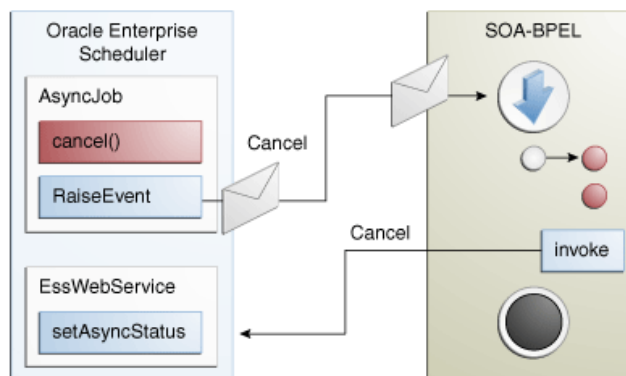 Oracle Enterprise
Scheduler
AsyncJob
cancel()
RaiseEvent
Cancel
SOA-BPEL
Cancel
invoke
EssWebService
setAsyncStatus